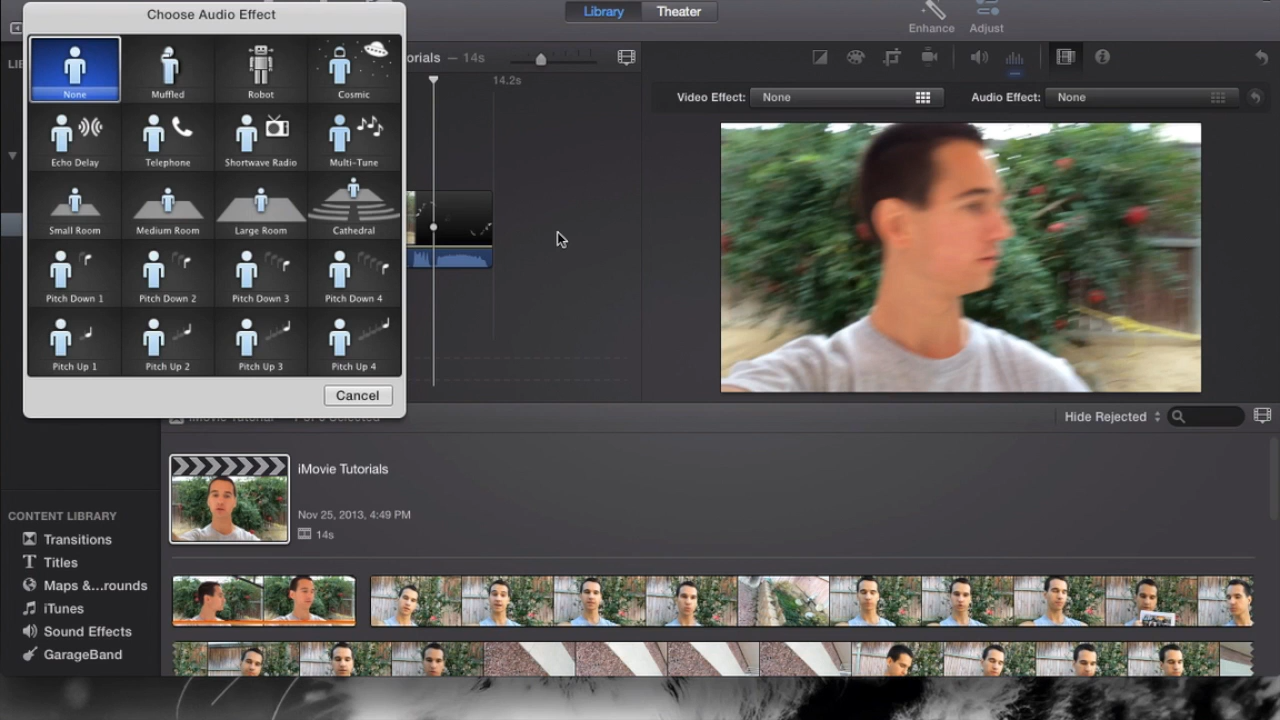 Choose Audio Effect
None
Muffled
Robot
Cosmic
Echo Delay
Telephone
Shortwave Radio
Multi-Tune
Small Room
Medium Room
Large Room
Cathedral
Pitch Down 1
Pitch Down 2
Pitch Down 3
Pitch Down 4
Pitch Up 1
Pitch Up 2
Pitch Up 3
Pitch Up 4
Cancel
Library
Theater
Enhance
Adjust
LIB
orials — 14s
14.2s
Video Effect: None
Audio Effect: None
Hide Rejected
iMovie Tutorials
Nov 25, 2013, 4:49 PM
14s
CONTENT LIBRARY
Transitions
Titles
Maps &...rounds
iTunes
Sound Effects
GarageBand